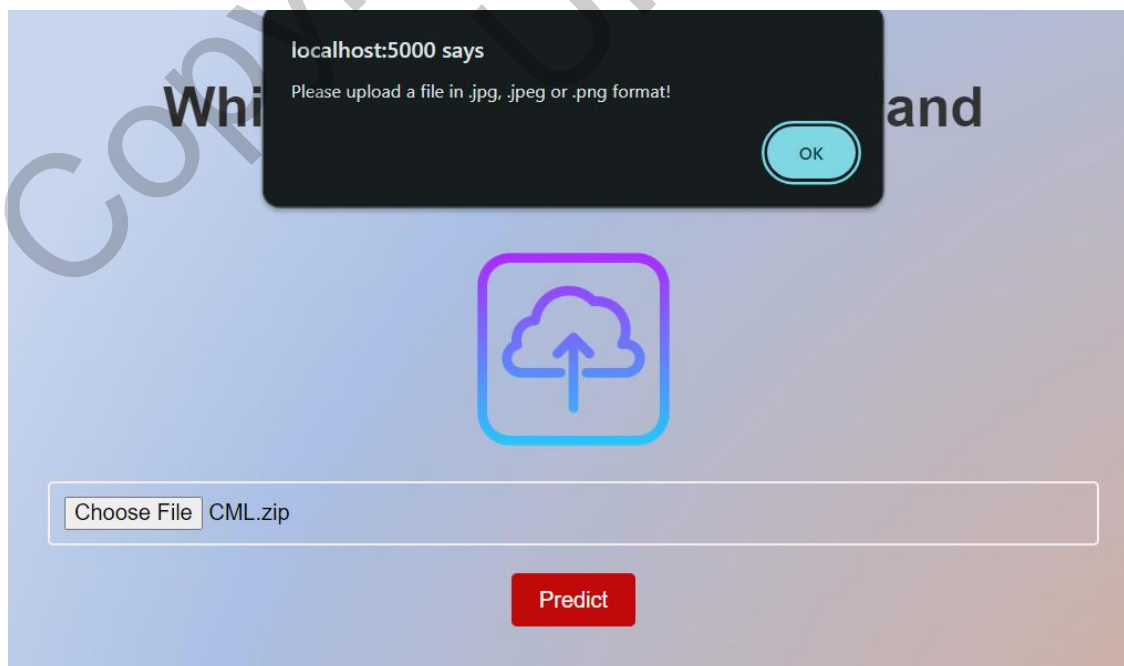 localhost:5000 says
Please upload a file in .jpg, .jpeg or .png format!
OK
and
Choose File CML.zip
Predict